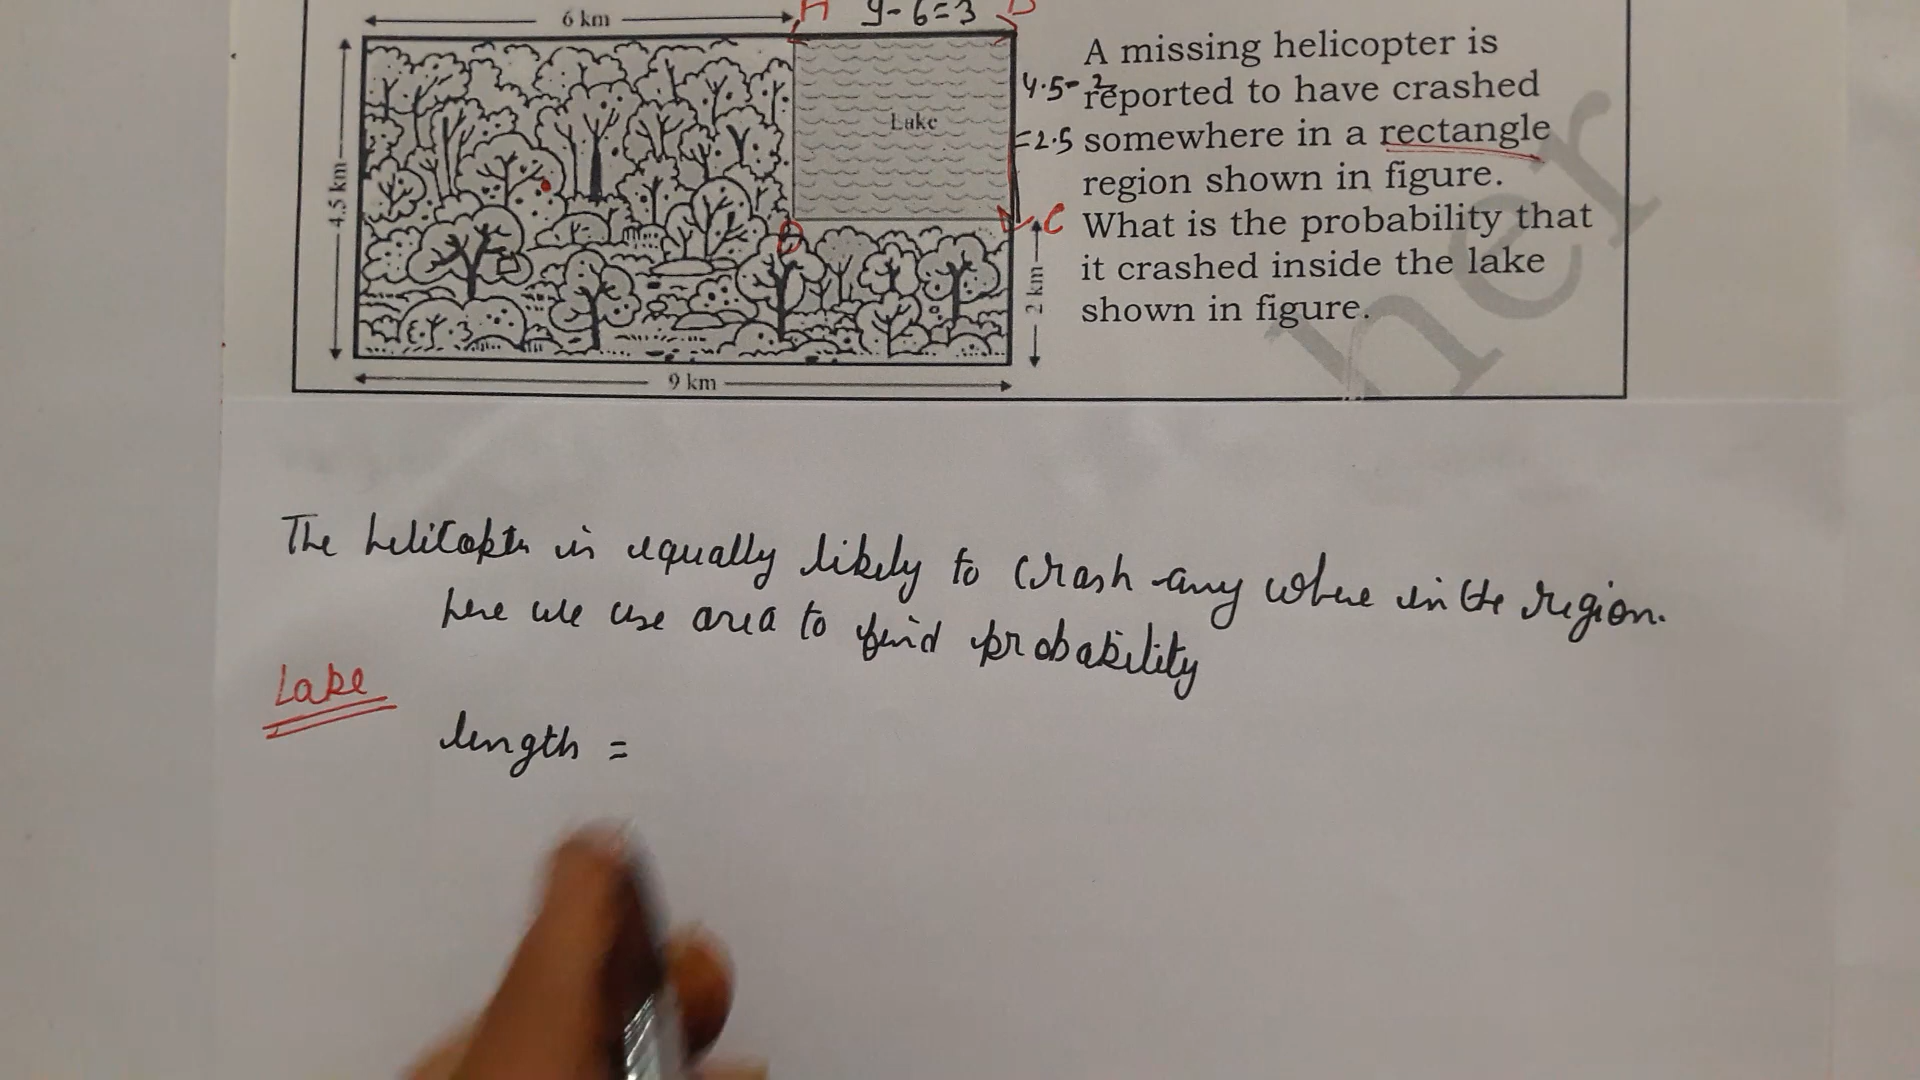 6 km
A 9-6=3 B
A missing helicopter is
4.5-2
reported to have crashed
=2.5
somewhere in a rectangle
region shown in figure.
C
What is the probability that
it crashed inside the lake
shown in figure.
Lake
4.5 km
D
2 km
9 km
her
The helicopter is equally likely to crash any where in the region.
here we use area to find probability
Lake
length =